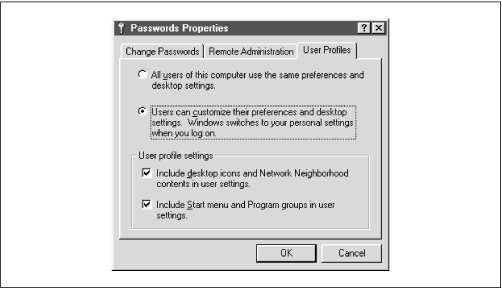 Passwords Properties
Change Passwords
Remote Administration
User Profiles
All users of this computer use the same preferences and
desktop settings.
Users can customize their preferences and desktop
settings. Windows switches to your personal settings
when you log on.
User profile settings
Include desktop icons and Network Neighborhood
contents in user settings.
Include Start menu and Program groups in user
settings.
OK
Cancel